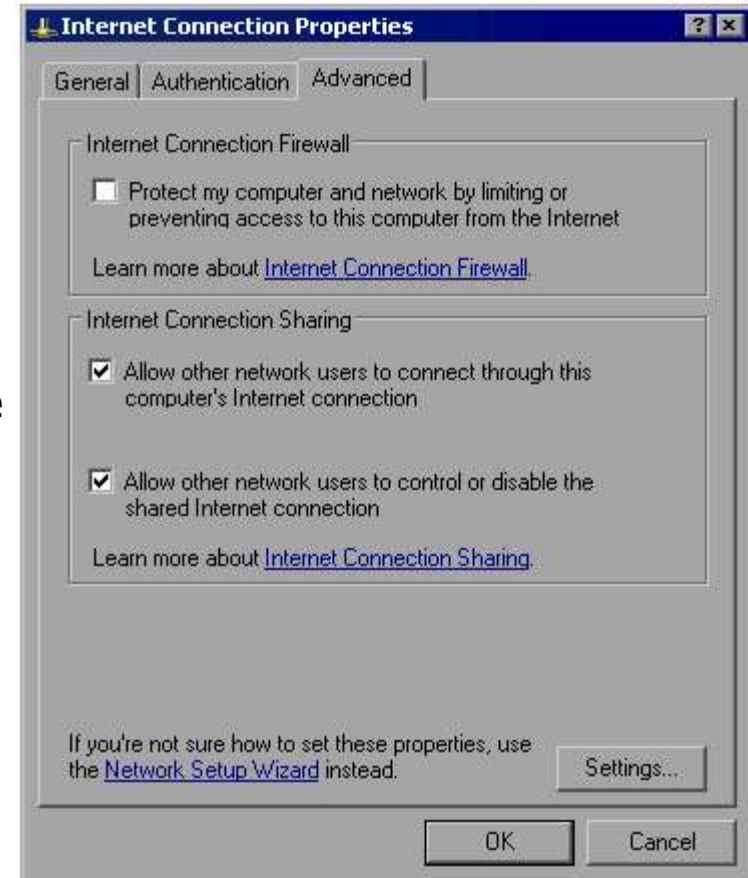 Internet Connection Properties
General Authentication Advanced
Internet Connection Firewall
Protect my computer and network by limiting or
preventing access to this computer from the Internet
Learn more about Internet Connection Firewall.
Internet Connection Sharing
Allow other network users to connect through this
computer's Internet connection
e
Allow other network users to control or disable the
shared Internet connection
Learn more about Internet Connection Sharing.
If you're not sure how to set these properties, use
the Network Setup Wizard instead.
Settings...
OK Cancel